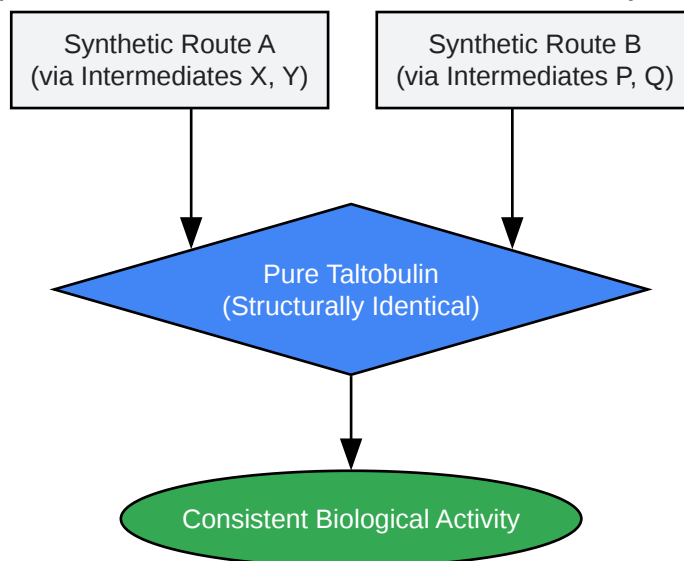 Synthetic Route A
(via Intermediates X, Y)
Synthetic Route B
(via Intermediates P, Q)
Pure Taltobulin
(Structurally Identical)
Consistent Biological Activity